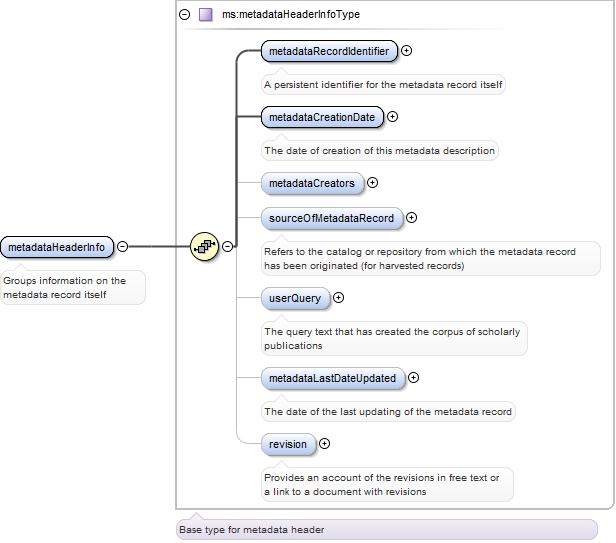 ms:metadataHeaderInfoType
metadataRecordIdentifier
A persistent identifier for the metadata record itself
metadataCreationDate
The date of creation of this metadata description
metadataCreators
sourceOfMetadataRecord
Refers to the catalog or repository from which the metadata record
has been originated (for harvested records)
metadataHeaderInfo
Groups information on the
metadata record itself
userQuery
The query text that has created the corpus of scholarly
publications
metadataLastDateUpdated
The date of the last updating of the metadata record
revision
Provides an account of the revisions in free text or
a link to a document with revisions
Base type for metadata header